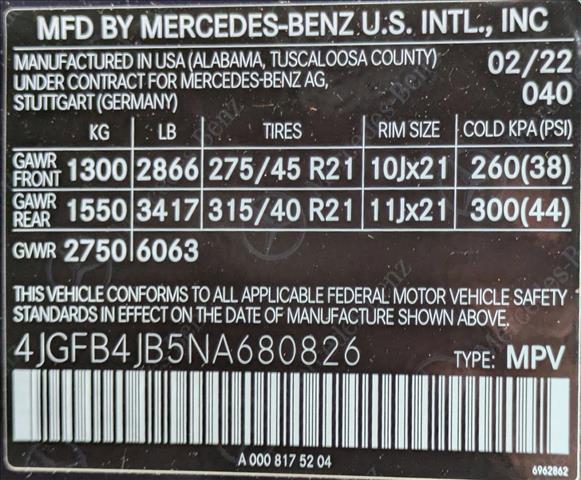 MFD BY MERCEDES-BENZ U.S. INTL., INC
MANUFACTURED IN USA (ALABAMA, TUSCALOOSA COUNTY) 02/22
UNDER CONTRACT FOR MERCEDES-BENZ AG,
STUTTGART (GERMANY) 040
KG LB TIRES RIM SIZE COLD KPA (PSI)
GAWR FRONT 1300 2866 275/45 R21 10Jx21 260(38)
GAWR REAR 1550 3417 315/40 R21 11Jx21 300(44)
GVWR 2750 6063
THIS VEHICLE CONFORMS TO ALL APPLICABLE FEDERAL MOTOR VEHICLE SAFETY
STANDARDS IN EFFECT ON THE DATE OF MANUFACTURE SHOWN ABOVE.
4JGFB4JB5NA680826 TYPE: MPV
A 000 817 52 04
6962862